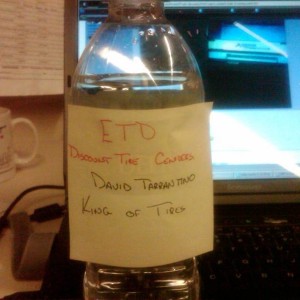 ETD
Discount Tire Centers
David Tarrantino
King of Tires